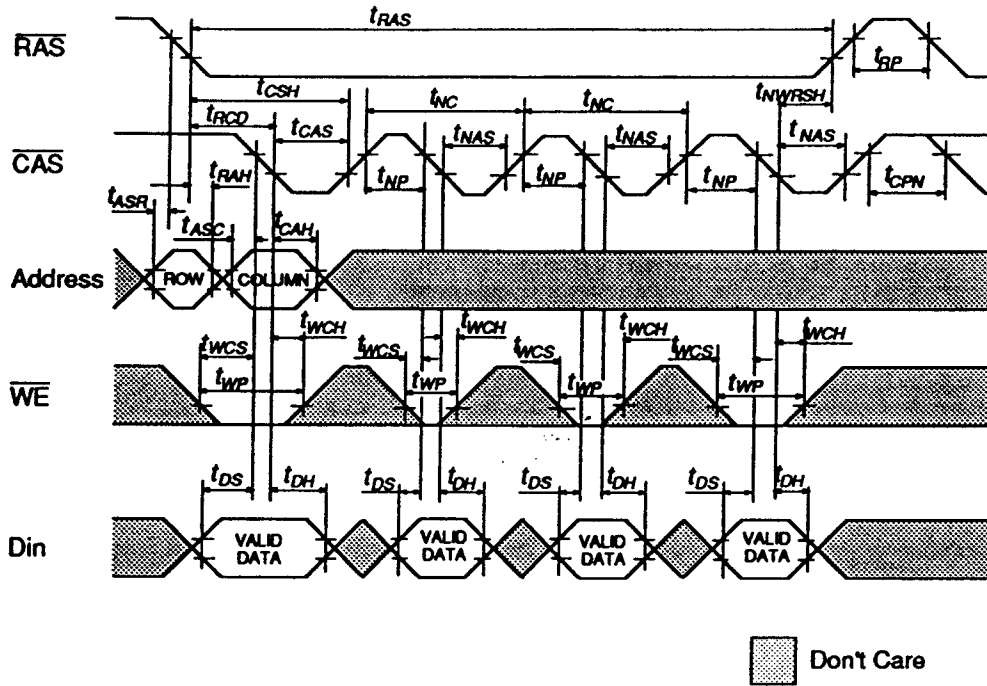 RAS
tRAS
tRP
tCSH
tNC
tNC
tNWRSH
tRCD
tCAS
tNAS
tNAS
tNAS
CAS
tRAH
tNP
tNP
tNP
tCPN
tASR
tASC
tCAH
Address
ROW
COLUMN
tWCS
tWCH
tWCS
tWCH
tWCS
tWCH
tWCS
tWCH
WE
tWP
tWP
tWP
tWP
tDS
tDH
tDS
tDH
tDS
tDH
tDS
tDH
Din
VALID
DATA
VALID
DATA
VALID
DATA
VALID
DATA
Don't Care